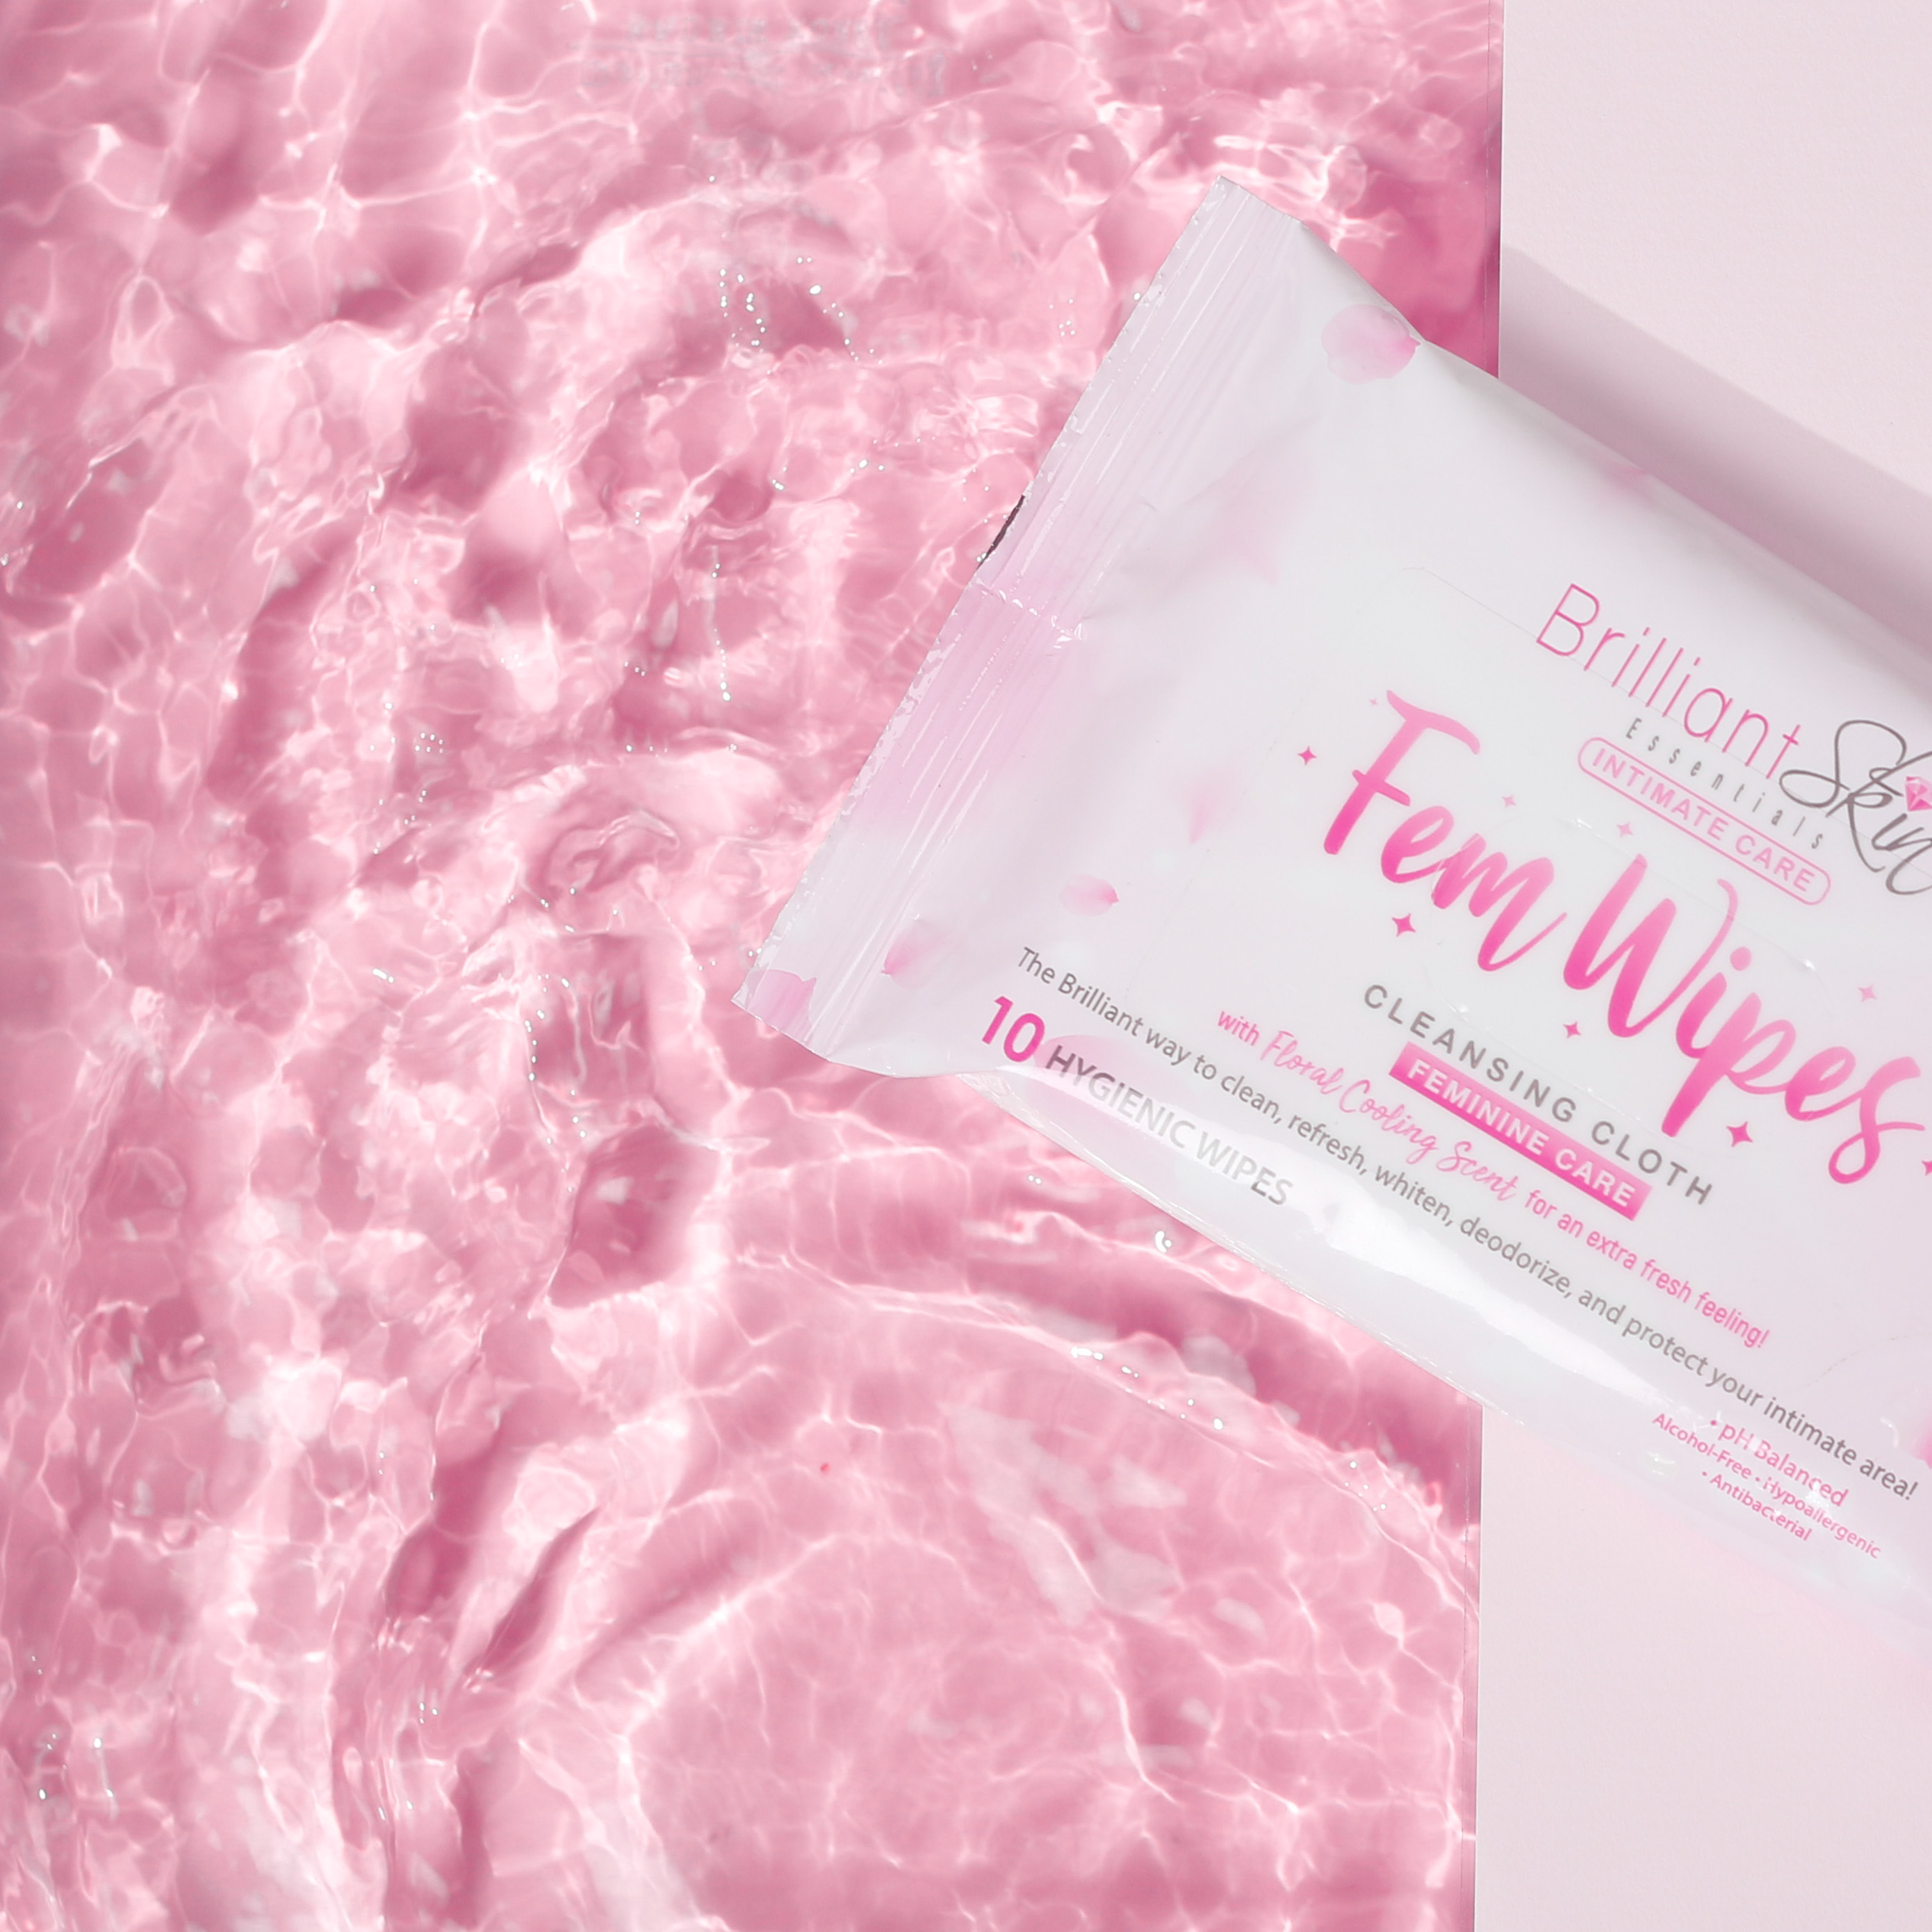 Brilliant Skin
Essentials
INTIMATE CARE
Fem Wipes
CLEANSING CLOTH
FEMININE CARE
with Floral Cooling Scent for an extra fresh feeling!
The Brilliant way to clean, refresh, whiten, deodorize, and protect your intimate area!
10 HYGIENIC WIPES
• pH Balanced
Alcohol-Free • Hypoallergenic
• Antibacterial